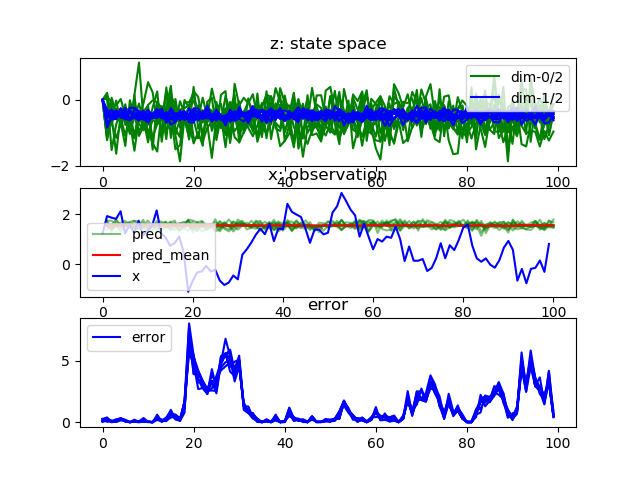 z: state space
0
−2
dim-0/2
dim-1/2
0 20 40 60 80 100
x: observation
2
0
pred
pred_mean
x
0 20 40 60 80 100
error
5
0
error
0 20 40 60 80 100